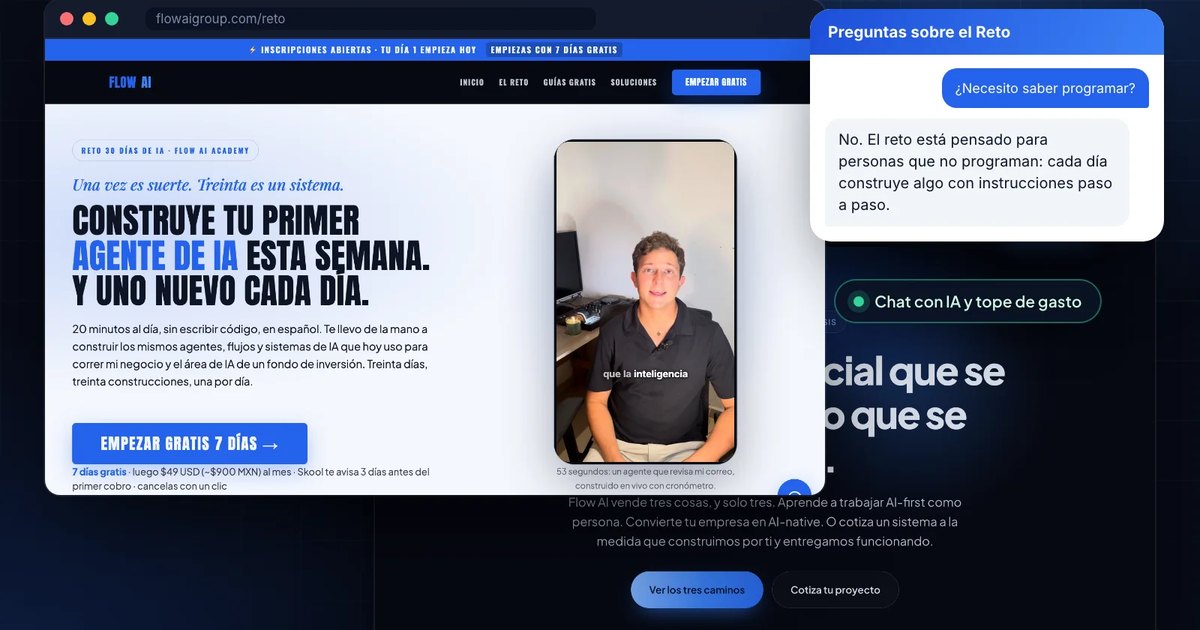 flowaigroup.com/reto
⚡ INSCRIPCIONES ABIERTAS · TU DÍA 1 EMPIEZA HOY EMPIEZAS CON 7 DÍAS GRATIS
FLOW AI
INICIO EL RETO GUÍAS GRATIS SOLUCIONES EMPEZAR GRATIS
RETO 30 DÍAS DE IA · FLOW AI ACADEMY
Una vez es suerte. Treinta es un sistema.
CONSTRUYE TU PRIMER
AGENTE DE IA ESTA SEMANA.
Y UNO NUEVO CADA DÍA.
20 minutos al día, sin escribir código, en español. Te llevo de la mano a
construir los mismos agentes, flujos y sistemas de IA que hoy uso para
correr mi negocio y el área de IA de un fondo de inversión. Treinta días,
treinta construcciones, una por día.
EMPEZAR GRATIS 7 DÍAS →
7 días gratis · luego $49 USD (~$900 MXN) al mes · Skool te avisa 3 días antes del
primer cobro · cancelas con un clic
que la inteligencia
53 segundos: un agente que revisa mi correo,
construido en vivo con cronómetro.
Preguntas sobre el Reto
¿Necesito saber programar?
No. El reto está pensado para
personas que no programan: cada día
construye algo con instrucciones paso
a paso.
Chat con IA y tope de gasto
SIS
cial que se
o que se
.
Flow AI vende tres cosas, y solo tres. Aprende a trabajar AI-first como
persona. Convierte tu empresa en AI-native. O cotiza un sistema a la
medida que construimos por ti y entregamos funcionando.
Ver los tres caminos
Cotiza tu proyecto